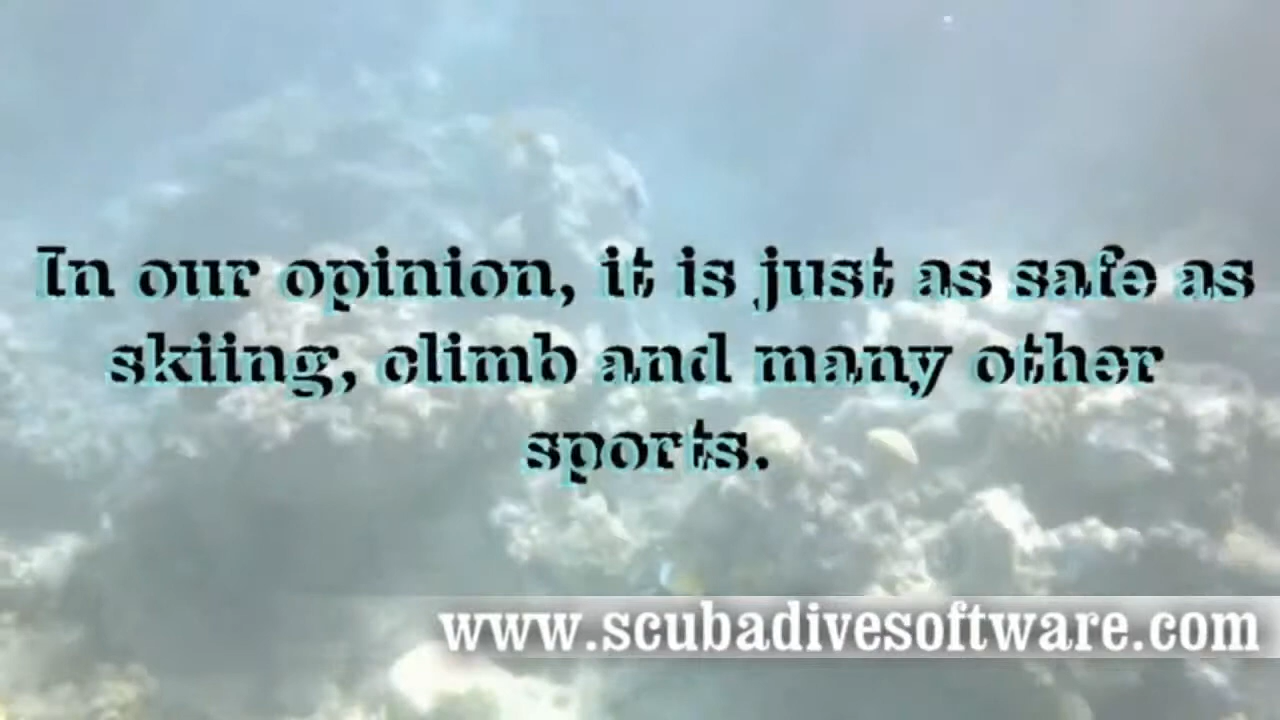 In our opinion, it is just as safe as
skiing, climb and many other
sports.
www.scubadivesoftware.com